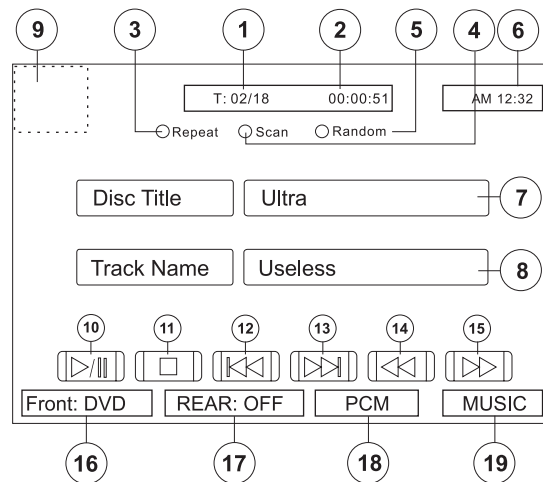 9 3 1 2 5 4 6
T: 02/18 00:00:51 AM 12:32
Repeat Scan Random
Disc Title Ultra 7
Track Name Useless 8
10 11 12 13 14 15
Front: DVD REAR: OFF PCM MUSIC
16 17 18 19